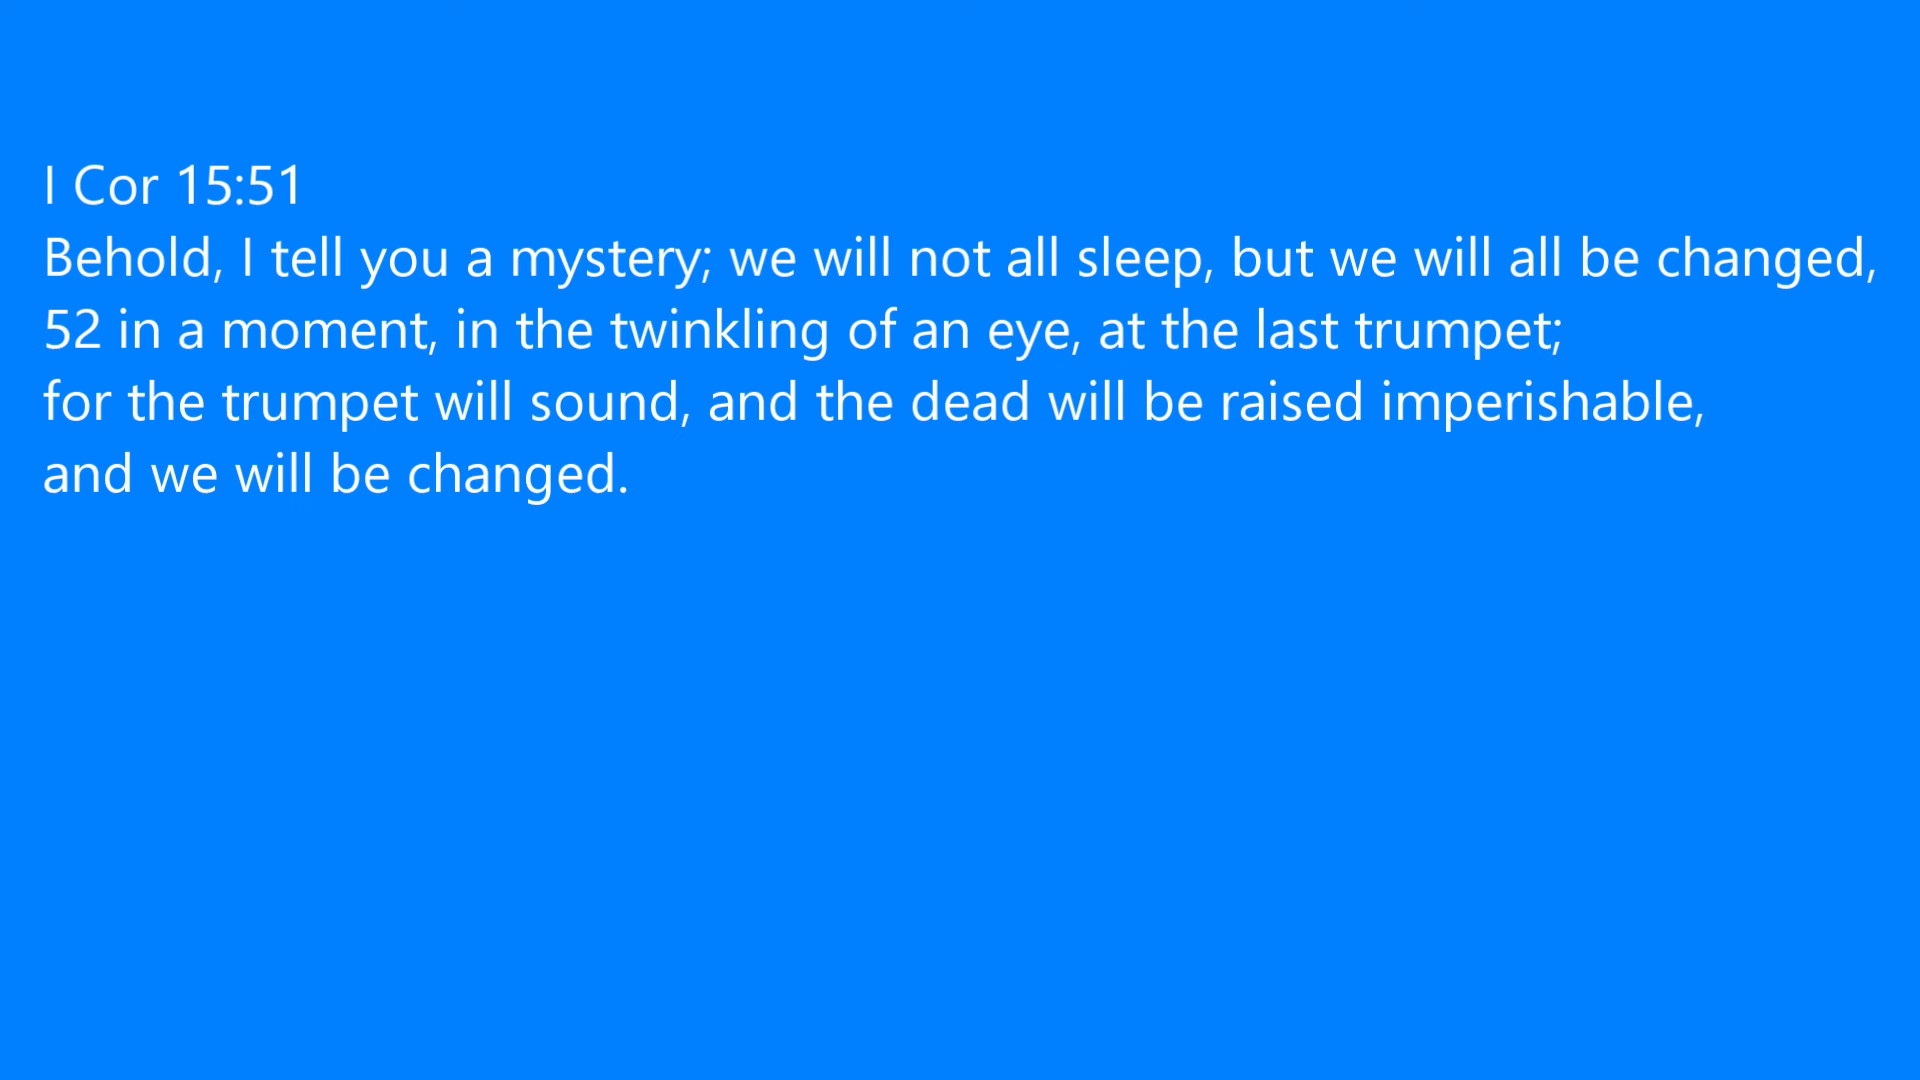 I Cor 15:51
Behold, I tell you a mystery; we will not all sleep, but we will all be changed,
52 in a moment, in the twinkling of an eye, at the last trumpet;
for the trumpet will sound, and the dead will be raised imperishable,
and we will be changed.